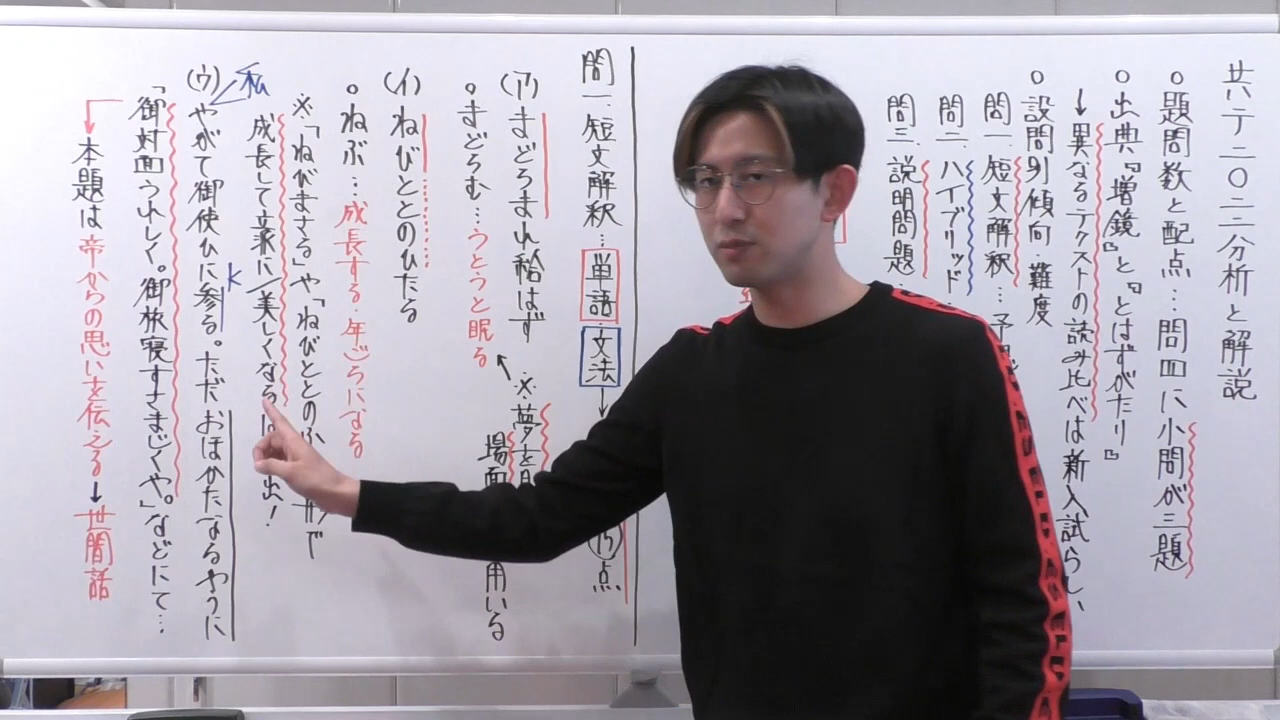 共テ二〇二二分析と解説
○題問数と配点…問四に小問が三題
○出典『増鏡』と『とはずがたり』
→異なるテクストの読み比べは新入試らしい
○設問別傾向・難度
問一.短文解釈…
問二.ハイブリッド
問三.説明問題
問一.短文解釈…単語・文法→
点
(ア)まどろまれ給はず ※夢を
場面 用いる
○まどろむ…うとうと眠る
(イ)ねびととのひたる
○ねぶ…成長する・年ごろになる
※「ねびまさる」や「ねびととのふ で
成長して立派に/美しくなる 出!
私
(ウ)やがて御使ひに参る。ただおほかたなるやうに
k
「御対面うれしく。御旅寝すさまじくや。」などにて…
→本題は帝からの思いを伝える→世間話